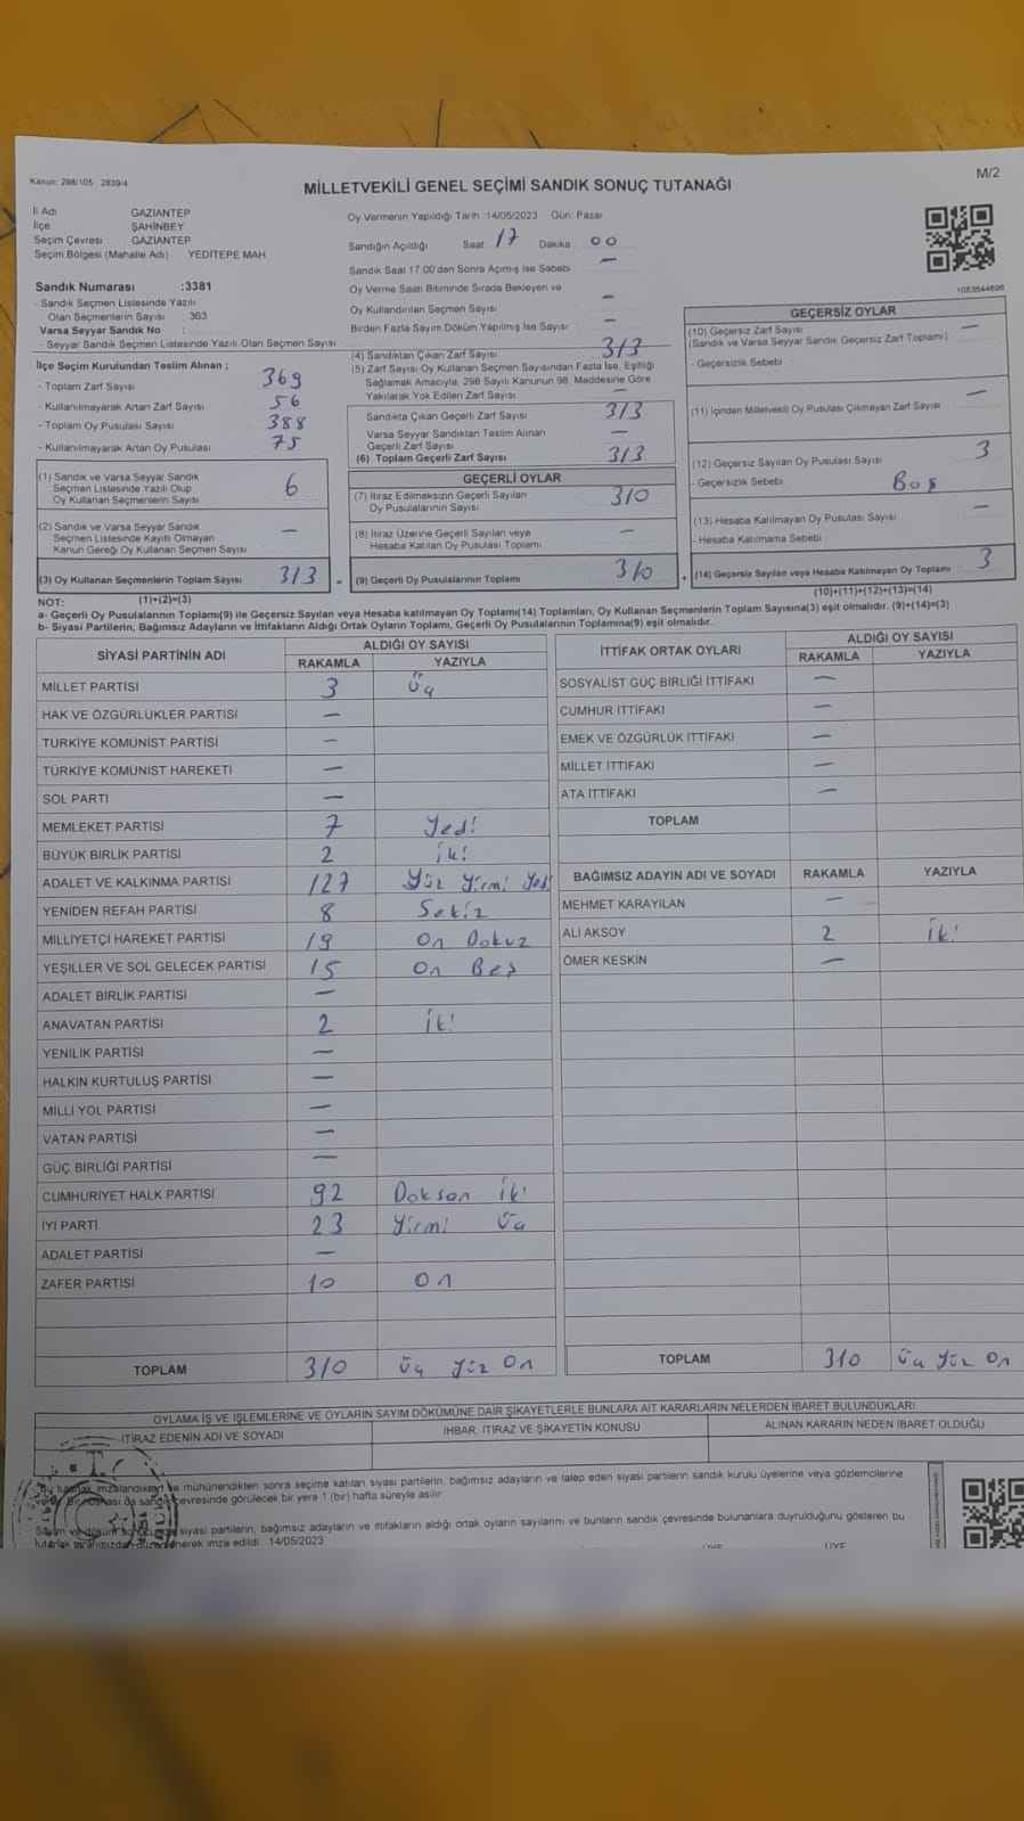 Kanun: 298/105 2839/4
M/2
MİLLETVEKİLİ GENEL SEÇİMİ SANDIK SONUÇ TUTANAĞI
İl Adı GAZİANTEP
İlçe ŞAHİNBEY
Seçim Çevresi GAZİANTEP
Seçim Bölgesi (Mahalle Adı) YEDİTEPE MAH
Sandık Numarası :3381
- Sandık Seçmen Listesinde Yazılı
Olan Seçmenlerin Sayısı : 363
Varsa Seyyar Sandık No :
- Seyyar Sandık Seçmen Listesinde Yazılı Olan Seçmen Sayısı
İlçe Seçim Kurulundan Teslim Alınan ;
- Toplam Zarf Sayısı 369
- Kullanılmayarak Artan Zarf Sayısı 56
- Toplam Oy Pusulası Sayısı 388
- Kullanılmayarak Artan Oy Pusulası 75
(1) Sandık ve Varsa Seyyar Sandık
Seçmen Listesinde Yazılı Olup
Oy Kullanan Seçmenlerin Sayısı 6
(2) Sandık ve Varsa Seyyar Sandık
Seçmen Listesinde Kayıtlı Olmayan
Kanun Gereği Oy Kullanan Seçmen Sayısı —
(3) Oy Kullanan Seçmenlerin Toplam Sayısı 313
(1)+(2)=(3)
Oy Vermenin Yapıldığı Tarih :14/05/2023 Gün: Pazar
Sandığın Açıldığı Saat 17 Dakika 00
Sandık Saat 17:00'dan Sonra Açılmış İse Sebebi —
Oy Verme Saati Bitiminde Sırada Bekleyen ve
Oy Kullandırılan Seçmen Sayısı —
Birden Fazla Sayım Döküm Yapılmış İse Sayısı —
(4) Sandıktan Çıkan Zarf Sayısı 313
(5) Zarf Sayısı Oy Kullanan Seçmen Sayısından Fazla İse, Eşitliği
Sağlamak Amacıyla, 298 Sayılı Kanunun 98. Maddesine Göre
Yakılarak Yok Edilen Zarf Sayısı —
Sandıkta Çıkan Geçerli Zarf Sayısı 313
Varsa Seyyar Sandıktan Teslim Alınan
Geçerli Zarf Sayısı —
(6) Toplam Geçerli Zarf Sayısı 313
GEÇERLİ OYLAR
(7) İtiraz Edilmeksizin Geçerli Sayılan
Oy Pusulalarının Sayısı 310
(8) İtiraz Üzerine Geçerli Sayılan veya
Hesaba Katılan Oy Pusulası Toplamı —
(9) Geçerli Oy Pusulalarının Toplamı 310
GEÇERSİZ OYLAR
(10) Geçersiz Zarf Sayısı —
(Sandık ve Varsa Seyyar Sandık Geçersiz Zarf Toplamı)
- Geçersizlik Sebebi
(11) İçinden Milletvekili Oy Pusulası Çıkmayan Zarf Sayısı —
(12) Geçersiz Sayılan Oy Pusulası Sayısı 3
- Geçersizlik Sebebi Boş
(13) Hesaba Katılmayan Oy Pusulası Sayısı —
- Hesaba Katılmama Sebebi
(14) Geçersiz Sayılan veya Hesaba Katılmayan Oy Toplamı 3
(10)+(11)+(12)+(13)=(14)
NOT:
a- Geçerli Oy Pusulalarının Toplamı(9) ile Geçersiz Sayılan veya Hesaba katılmayan Oy Toplamı(14) Toplamları, Oy Kullanan Seçmenlerin Toplam Sayısına(3) eşit olmalıdır. (9)+(14)=(3)
b- Siyasi Partilerin, Bağımsız Adayların ve İttifakların Aldığı Ortak Oyların Toplamı, Geçerli Oy Pusulalarının Toplamına(9) eşit olmalıdır.
SİYASİ PARTİNİN ADI ALDIĞI OY SAYISI
RAKAMLA YAZIYLA
MİLLET PARTİSİ 3 Üç
HAK VE ÖZGÜRLÜKLER PARTİSİ —
TÜRKİYE KOMÜNİST PARTİSİ —
TÜRKİYE KOMÜNİST HAREKETİ —
SOL PARTİ —
MEMLEKET PARTİSİ 7 Yedi
BÜYÜK BİRLİK PARTİSİ 2 iki
ADALET VE KALKINMA PARTİSİ 127 Yüz Yirmi Yedi
YENİDEN REFAH PARTİSİ 8 Sekiz
MİLLİYETÇİ HAREKET PARTİSİ 19 On Dokuz
YEŞİLLER VE SOL GELECEK PARTİSİ 15 On Beş
ADALET BİRLİK PARTİSİ —
ANAVATAN PARTİSİ 2 İki
YENİLİK PARTİSİ —
HALKIN KURTULUŞ PARTİSİ —
MİLLİ YOL PARTİSİ —
VATAN PARTİSİ —
GÜÇ BİRLİĞİ PARTİSİ —
CUMHURİYET HALK PARTİSİ 92 Doksan İki
İYİ PARTİ 23 Yirmi Üç
ADALET PARTİSİ —
ZAFER PARTİSİ 10 On
TOPLAM 310 Üç Yüz On
İTTİFAK ORTAK OYLARI ALDIĞI OY SAYISI
RAKAMLA YAZIYLA
SOSYALİST GÜÇ BİRLİĞİ İTTİFAKI —
CUMHUR İTTİFAKI —
EMEK VE ÖZGÜRLÜK İTTİFAKI —
MİLLET İTTİFAKI —
ATA İTTİFAKI —
TOPLAM
BAĞIMSIZ ADAYIN ADI VE SOYADI RAKAMLA YAZIYLA
MEHMET KARAYILAN —
ALİ AKSOY 2 İki
ÖMER KESKİN —
TOPLAM 310 Üç Yüz On
OYLAMA İŞ VE İŞLEMLERİNE VE OYLARIN SAYIM DÖKÜMÜNE DAİR ŞİKAYETLERLE BUNLARA AİT KARARLARIN NELERDEN İBARET BULUNDUKLARI
İTİRAZ EDENİN ADI VE SOYADI İHBAR, İTİRAZ VE ŞİKAYETİN KONUSU ALINAN KARARIN NEDEN İBARET OLDUĞU
imzalandıktan ve mühürlendikten sonra seçime katılan siyasi partilerin, bağımsız adayların ve talep eden siyasi partilerin sandık kurulu üyelerine veya gözlemcilerine
çevresinde görülecek bir yere 1 (bir) hafta süreyle asılır.
siyasi partilerin, bağımsız adayların ve ittifakların aldığı ortak oyların sayılarını ve bunların sandık çevresinde bulunanlara duyrulduğunu gösteren bu
imza edildi. 14/05/2023
ÜYE ÜYE